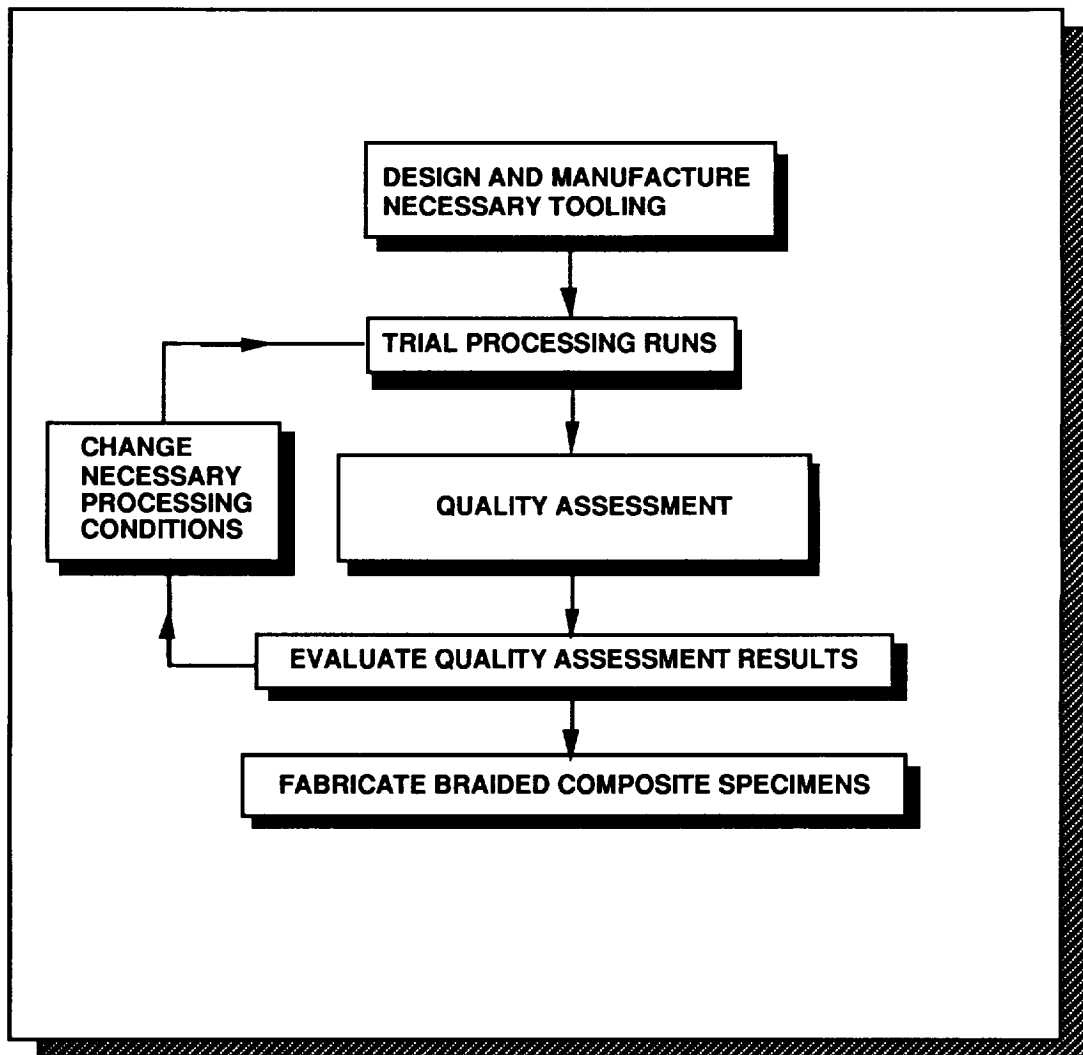 DESIGN AND MANUFACTURE
NECESSARY TOOLING
TRIAL PROCESSING RUNS
CHANGE
NECESSARY
PROCESSING
CONDITIONS
QUALITY ASSESSMENT
EVALUATE QUALITY ASSESSMENT RESULTS
FABRICATE BRAIDED COMPOSITE SPECIMENS